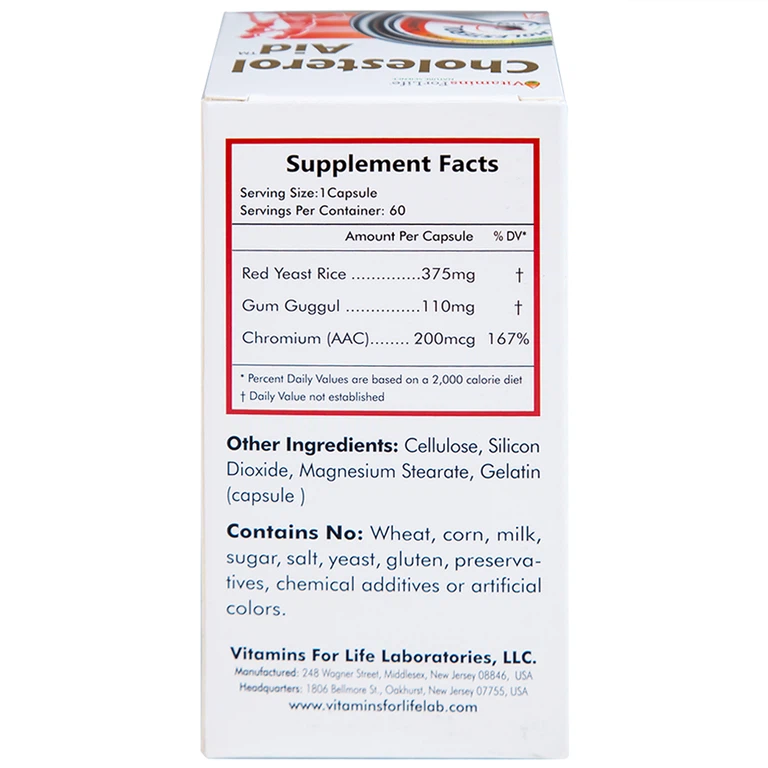 VitaminsForLife
Cholesterol
Aid™
Supplement Facts
Serving Size:1Capsule
Servings Per Container: 60
Amount Per Capsule % DV*
Red Yeast Rice ..............375mg †
Gum Guggul ...............110mg †
Chromium (AAC)........ 200mcg 167%
* Percent Daily Values are based on a 2,000 calorie diet
† Daily Value not established
Other Ingredients: Cellulose, Silicon
Dioxide, Magnesium Stearate, Gelatin
(capsule )
Contains No: Wheat, corn, milk,
sugar, salt, yeast, gluten, preserva-
tives, chemical additives or artificial
colors.
Vitamins For Life Laboratories, LLC.
Manufactured: 248 Wagner Street, Middlesex, New Jersey 08846, USA
Headquarters: 1806 Bellmore St., Oakhurst, New Jersey 07755, USA
www.vitaminsforlifelab.com